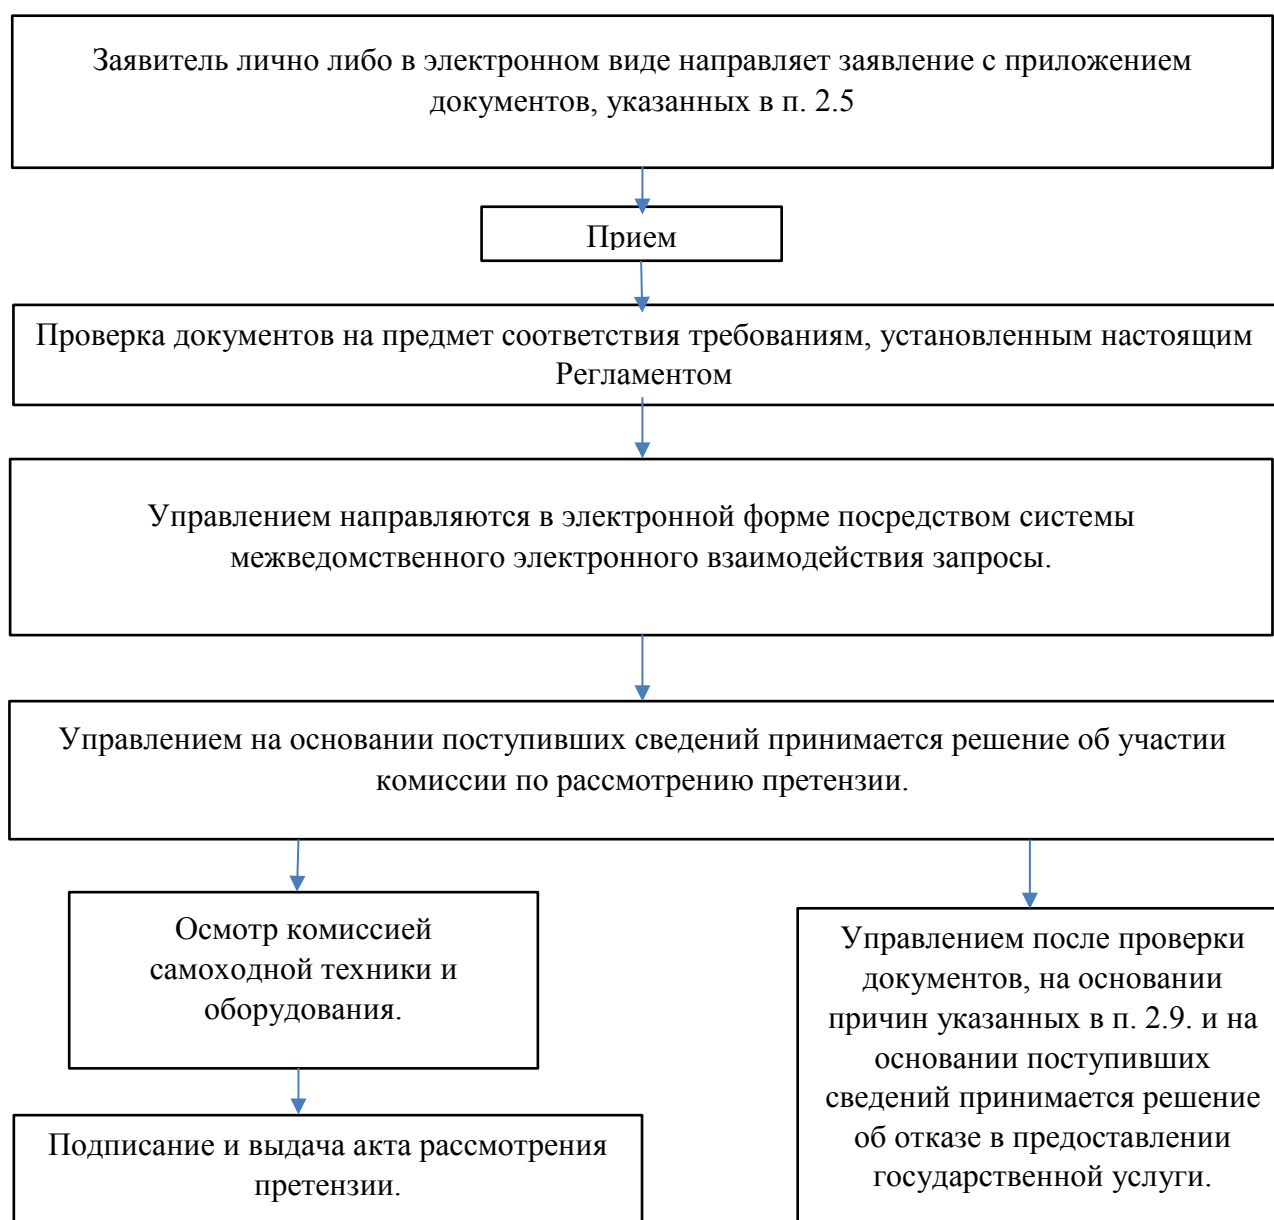 Заявитель лично либо в электронном виде направляет заявление с приложением
документов, указанных в п. 2.5
Прием
Проверка документов на предмет соответствия требованиям, установленным настоящим
Регламентом
Управлением направляются в электронной форме посредством системы
межведомственного электронного взаимодействия запросы.
Управлением на основании поступивших сведений принимается решение об участии
комиссии по рассмотрению претензии.
Осмотр комиссией
самоходной техники и
оборудования.
Подписание и выдача акта рассмотрения
претензии.
Управлением после проверки
документов, на основании
причин указанных в п. 2.9. и на
основании поступивших
сведений принимается решение
об отказе в предоставлении
государственной услуги.